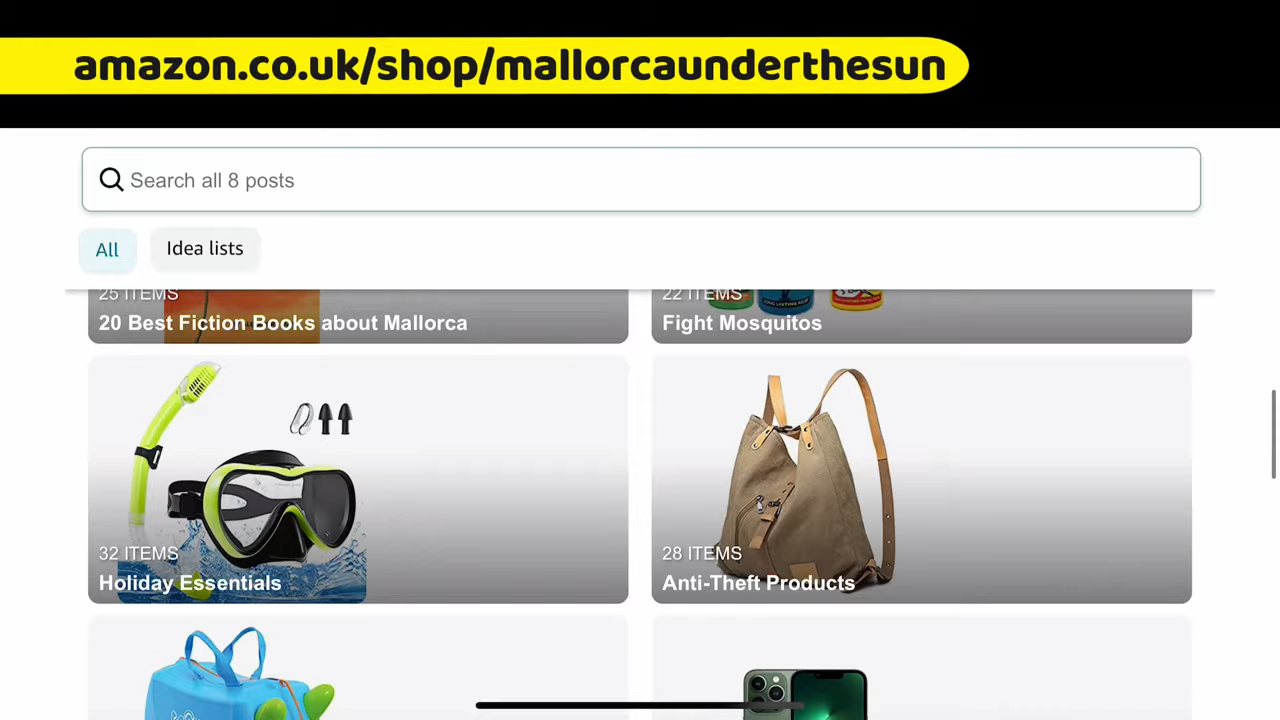 amazon.co.uk/shop/mallorcaunderthesun
Search all 8 posts
All
Idea lists
25 ITEMS
20 Best Fiction Books about Mallorca
22 ITEMS
Fight Mosquitos
32 ITEMS
Holiday Essentials
28 ITEMS
Anti-Theft Products